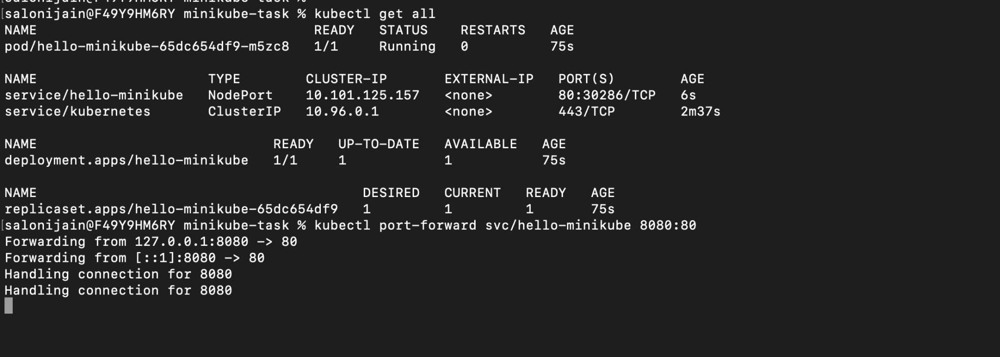 salonijain@F49Y9HM6RY minikube-task %
[salonijain@F49Y9HM6RY minikube-task % kubectl get all
NAME READY STATUS RESTARTS AGE
pod/hello-minikube-65dc654df9-m5zc8 1/1 Running 0 75s
NAME TYPE CLUSTER-IP EXTERNAL-IP PORT(S) AGE
service/hello-minikube NodePort 10.101.125.157 <none> 80:30286/TCP 6s
service/kubernetes ClusterIP 10.96.0.1 <none> 443/TCP 2m37s
NAME READY UP-TO-DATE AVAILABLE AGE
deployment.apps/hello-minikube 1/1 1 1 75s
NAME DESIRED CURRENT READY AGE
replicaset.apps/hello-minikube-65dc654df9 1 1 1 75s
[salonijain@F49Y9HM6RY minikube-task % kubectl port-forward svc/hello-minikube 8080:80
Forwarding from 127.0.0.1:8080 -> 80
Forwarding from [::1]:8080 -> 80
Handling connection for 8080
Handling connection for 8080